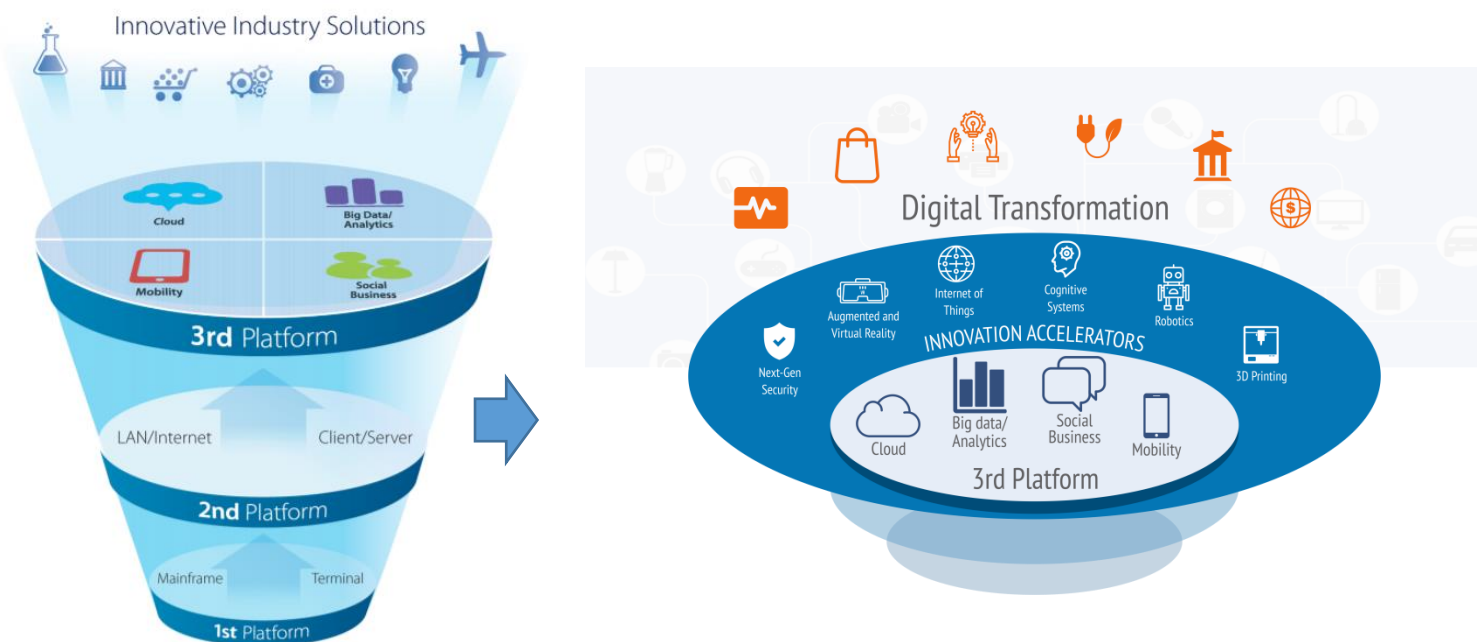 Innovative Industry Solutions
Cloud
Big Data/
Analytics
Mobility
Social
Business
3rd Platform
LAN/Internet
Client/Server
2nd Platform
Mainframe
Terminal
1st Platform
Digital Transformation
Next-Gen
Security
Augmented and
Virtual Reality
Internet of
Things
Cognitive
Systems
Robotics
3D Printing
INNOVATION ACCELERATORS
Cloud
Big data/
Analytics
Social
Business
Mobility
3rd Platform